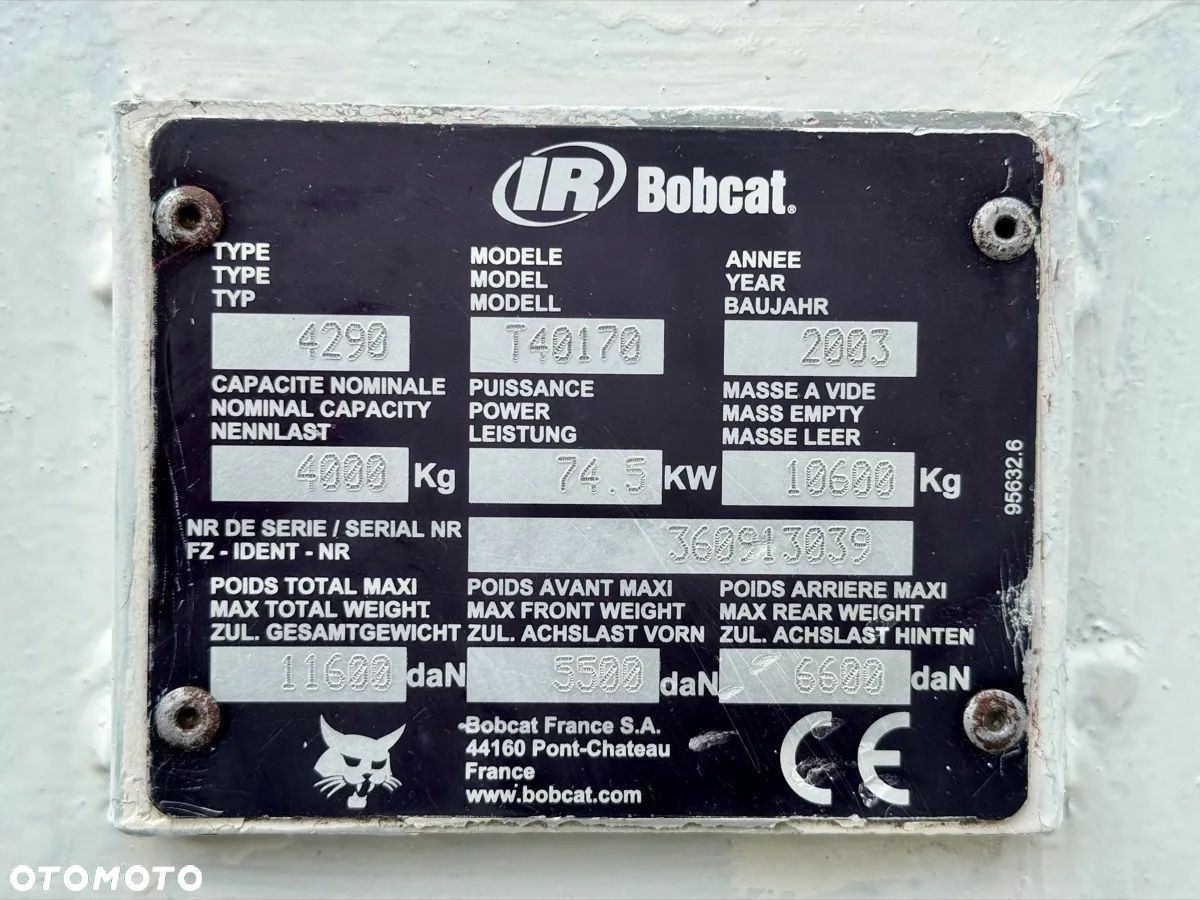 IR Bobcat®
TYPE
TYPE
TYP
4290
MODELE
MODEL
MODELL
T40170
ANNEE
YEAR
BAUJAHR
2003
CAPACITE NOMINALE
NOMINAL CAPACITY
NENNLAST
4000 Kg
PUISSANCE
POWER
LEISTUNG
74.5 KW
MASSE A VIDE
MASS EMPTY
MASSE LEER
10600 Kg
95632.6
NR DE SERIE / SERIAL NR
FZ - IDENT - NR
360913039
POIDS TOTAL MAXI
MAX TOTAL WEIGHT
ZUL. GESAMTGEWICHT
11600 daN
POIDS AVANT MAXI
MAX FRONT WEIGHT
ZUL. ACHSLAST VORN
5500 daN
POIDS ARRIERE MAXI
MAX REAR WEIGHT
ZUL. ACHSLAST HINTEN
6600 daN
Bobcat France S.A.
44160 Pont-Chateau
France
www.bobcat.com
CE
OTOMOTO